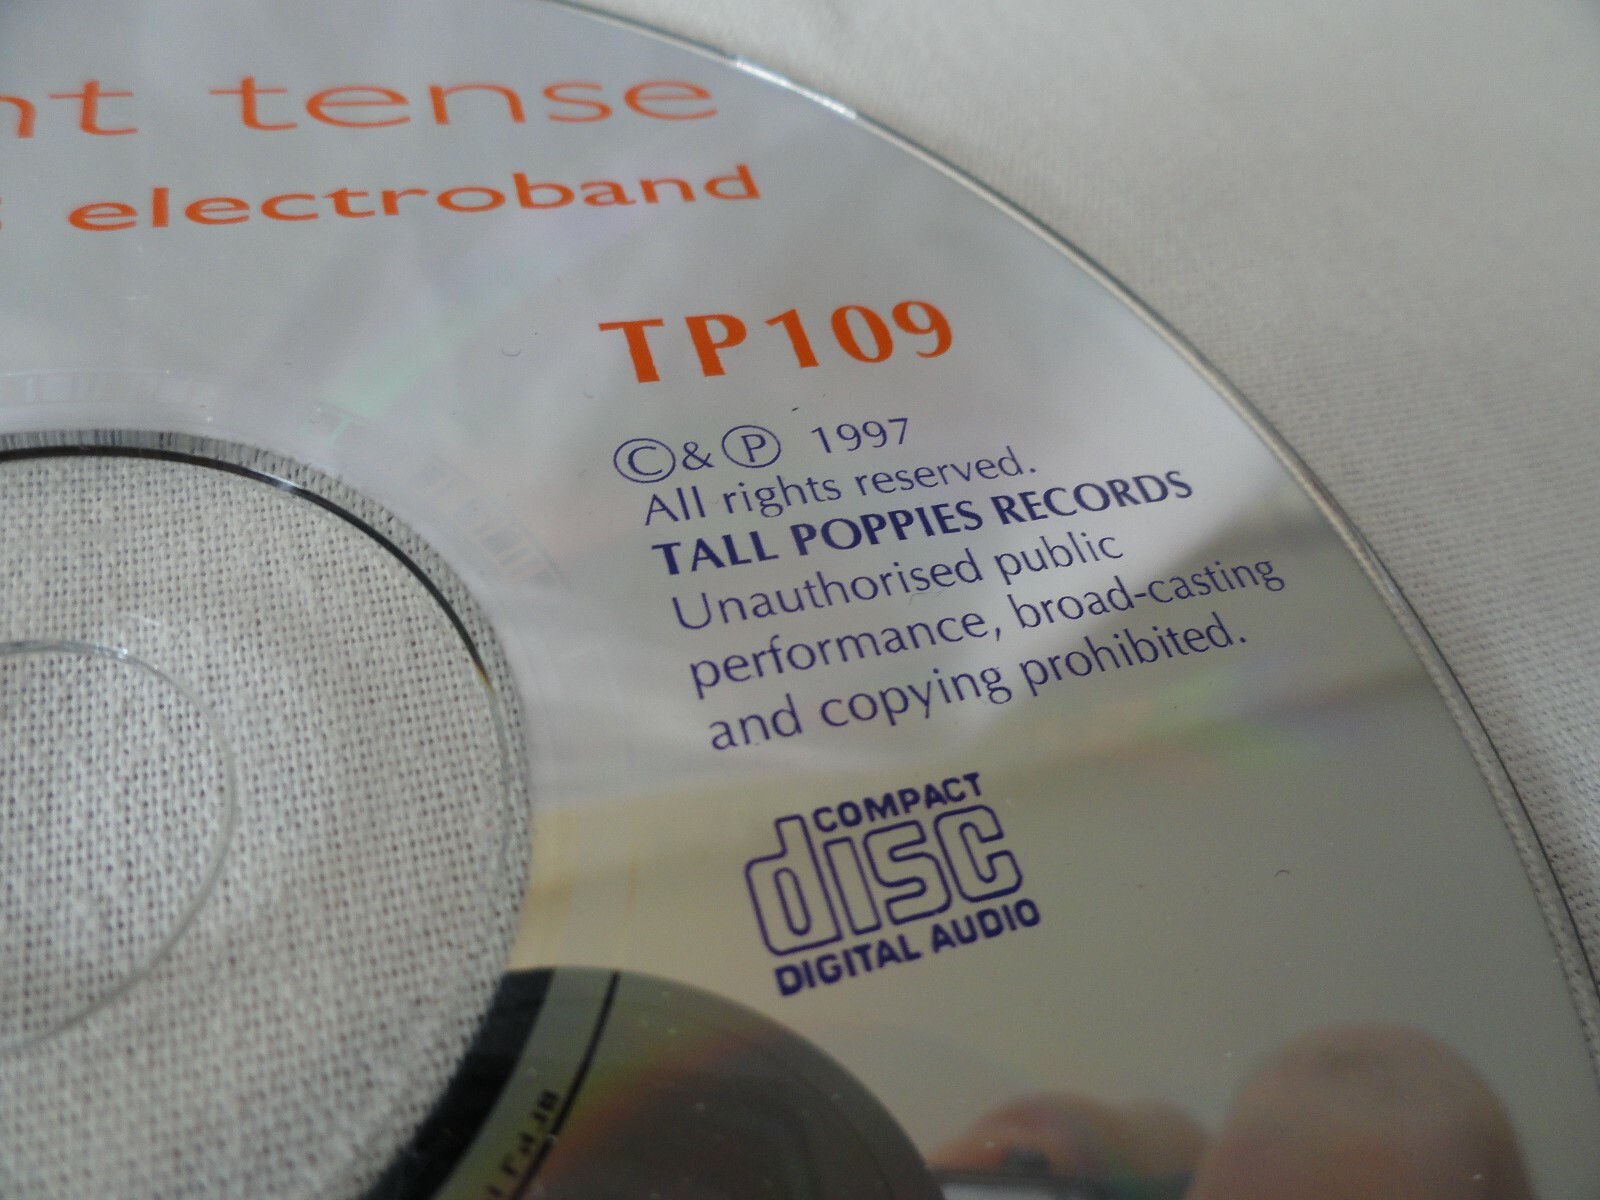 nt tense
electroband
TP109
©&℗ 1997
All rights reserved.
TALL POPPIES RECORDS
Unauthorised public
performance, broad-casting
and copying prohibited.
COMPACT
disc
DIGITAL AUDIO